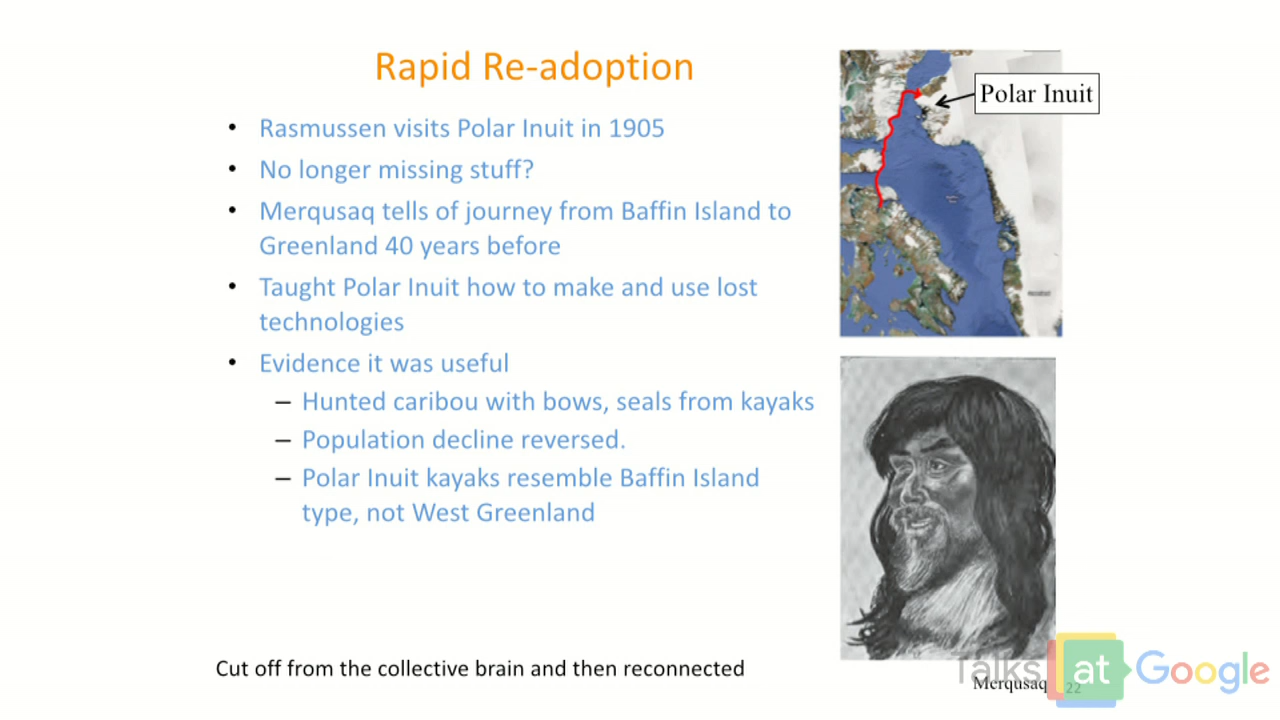 Rapid Re-adoption
• Rasmussen visits Polar Inuit in 1905
• No longer missing stuff?
• Merqusaq tells of journey from Baffin Island to
Greenland 40 years before
• Taught Polar Inuit how to make and use lost
technologies
• Evidence it was useful
– Hunted caribou with bows, seals from kayaks
– Population decline reversed.
– Polar Inuit kayaks resemble Baffin Island
type, not West Greenland
Polar Inuit
Cut off from the collective brain and then reconnected
Talks at Google
Merqusaq 22